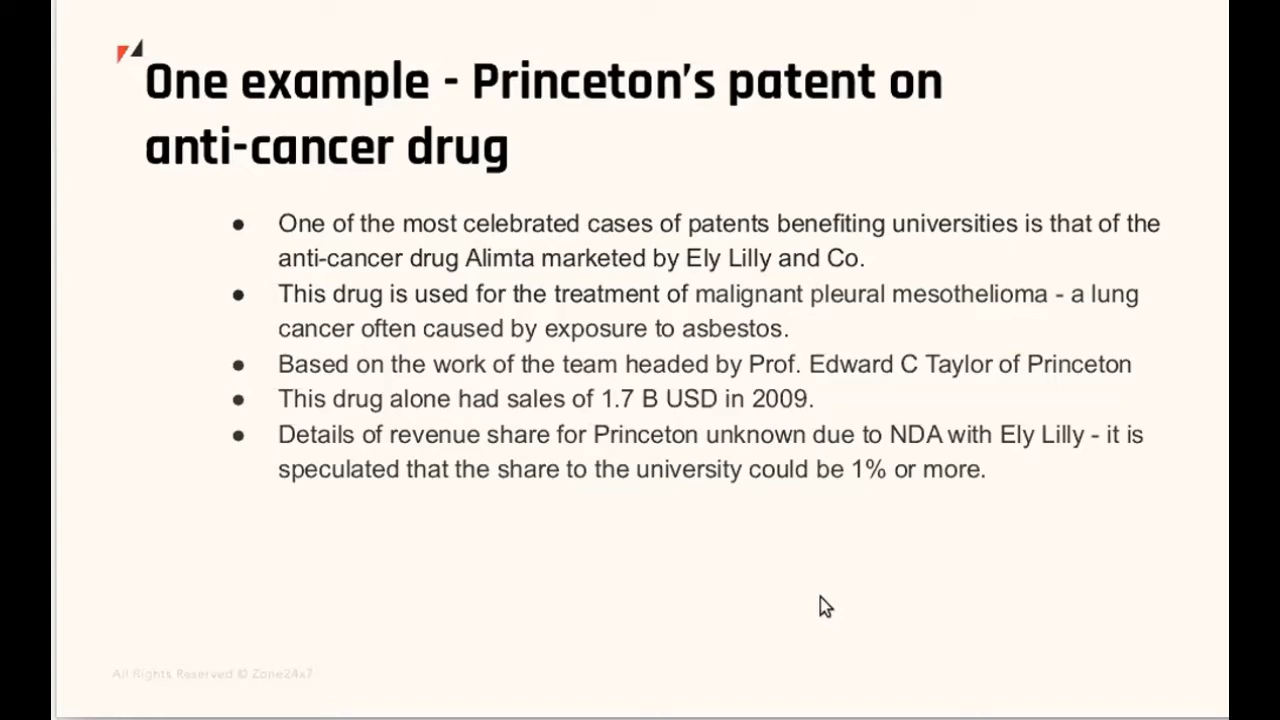 One example - Princeton's patent on
anti-cancer drug
● One of the most celebrated cases of patents benefiting universities is that of the
anti-cancer drug Alimta marketed by Ely Lilly and Co.
● This drug is used for the treatment of malignant pleural mesothelioma - a lung
cancer often caused by exposure to asbestos.
● Based on the work of the team headed by Prof. Edward C Taylor of Princeton
● This drug alone had sales of 1.7 B USD in 2009.
● Details of revenue share for Princeton unknown due to NDA with Ely Lilly - it is
speculated that the share to the university could be 1% or more.
All Rights Reserved © Zone24x7